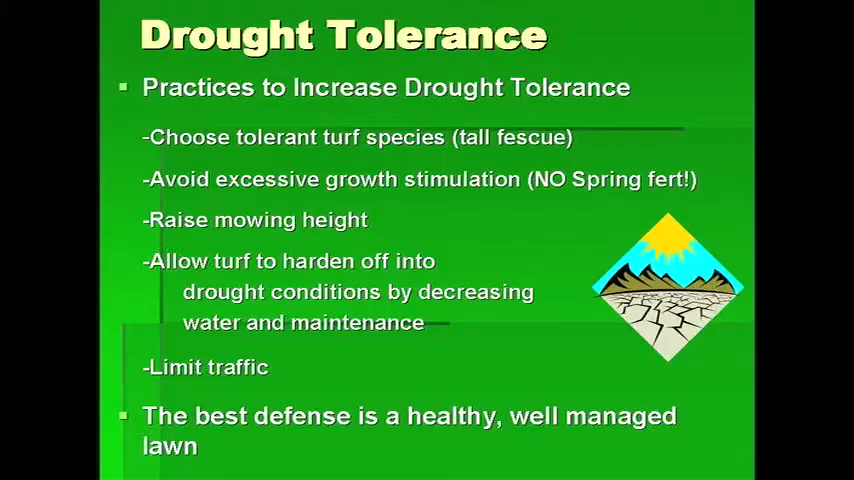 Drought Tolerance
Practices to Increase Drought Tolerance
-Choose tolerant turf species (tall fescue)
-Avoid excessive growth stimulation (NO Spring fert!)
-Raise mowing height
-Allow turf to harden off into
drought conditions by decreasing
water and maintenance
-Limit traffic
The best defense is a healthy, well managed
lawn